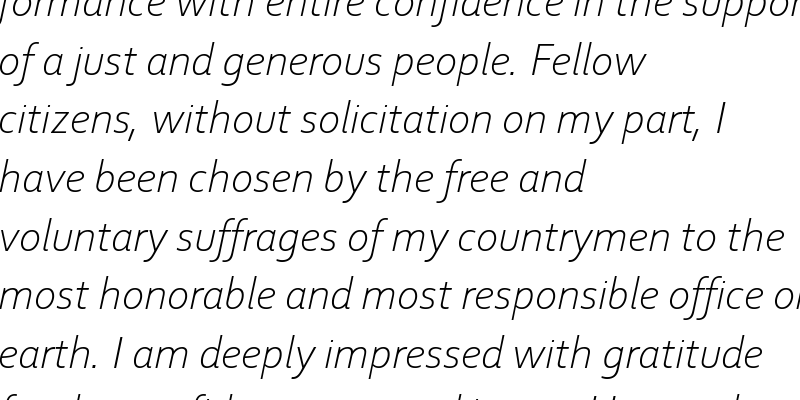 formance with entire confidence in the suppor
of a just and generous people. Fellow
citizens, without solicitation on my part, I
have been chosen by the free and
voluntary suffrages of my countrymen to the
most honorable and most responsible office on
earth. I am deeply impressed with gratitude